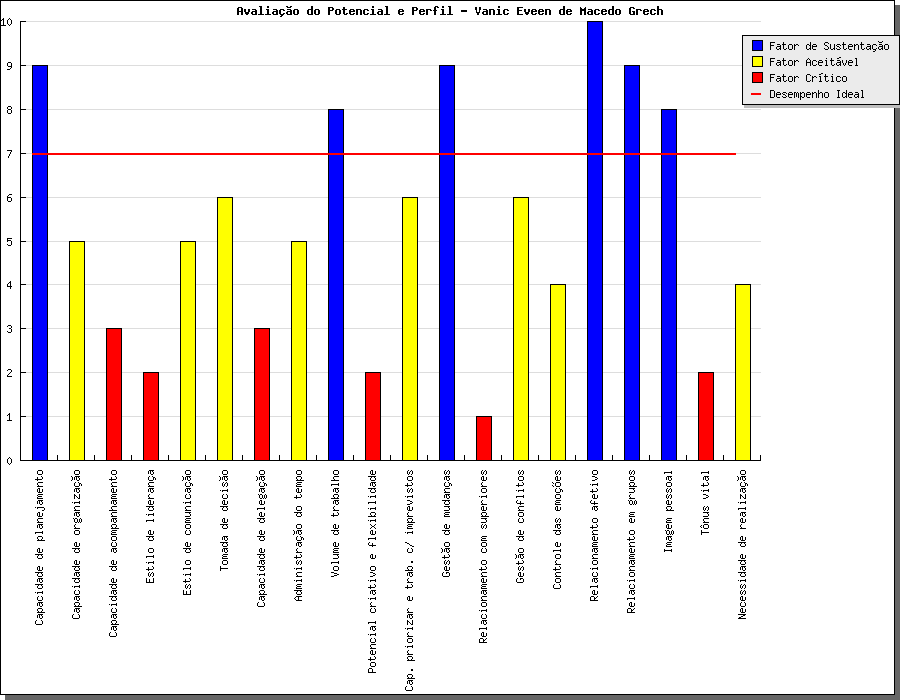 Avaliação do Potencial e Perfil - Vanic Eveen de Macedo Grech
Fator de Sustentação
Fator Aceitável
Fator Crítico
Desempenho Ideal
10
9
8
7
6
5
4
3
2
1
0
Capacidade de planejamento
Capacidade de organização
Capacidade de acompanhamento
Estilo de liderança
Estilo de comunicação
Tomada de decisão
Capacidade de delegação
Administração do tempo
Volume de trabalho
Potencial criativo e flexibilidade
Cap. priorizar e trab. c/ imprevistos
Gestão de mudanças
Relacionamento com superiores
Gestão de conflitos
Controle das emoções
Relacionamento afetivo
Relacionamento em grupos
Imagem pessoal
Tônus vital
Necessidade de realização